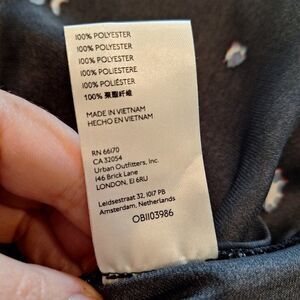 100% POLYESTER
100% POLYESTER
100% POLYESTER
100% POLIESTERE
100% POLIÉSTER
100% 聚酯纤维
MADE IN VIETNAM
HECHO EN VIETNAM
RN 66170
CA 32054
Urban Outfitters, Inc.
146 Brick Lane
LONDON, E1 6RU
Leidsestraat 32, 1017 PB
Amsterdam, Netherlands
OB1103986